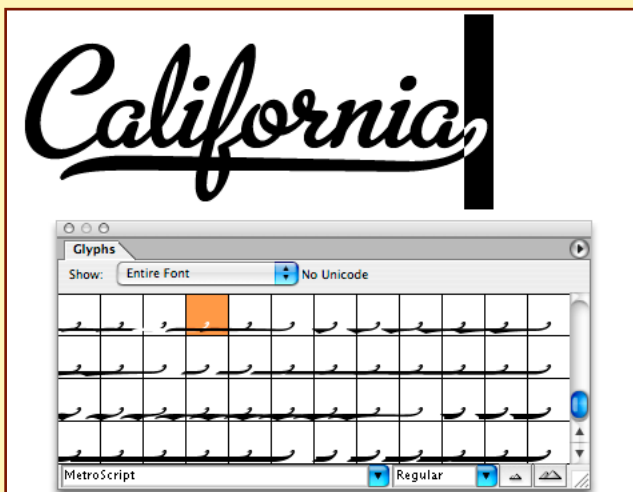 California
Glyphs
Show: Entire Font No Unicode
MetroScript Regular